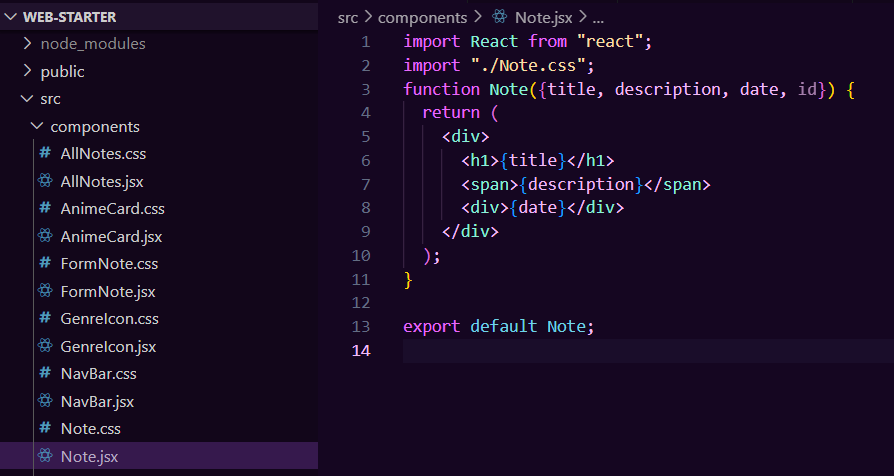 WEB-STARTER
node_modules
public
src
components
# AllNotes.css
AllNotes.jsx
# AnimeCard.css
AnimeCard.jsx
# FormNote.css
FormNote.jsx
# GenreIcon.css
GenreIcon.jsx
# NavBar.css
NavBar.jsx
# Note.css
Note.jsx
src > components > Note.jsx > ...
1 import React from "react";
2 import "./Note.css";
3 function Note({title, description, date, id}) {
4   return (
5     <div>
6       <h1>{title}</h1>
7       <span>{description}</span>
8       <div>{date}</div>
9     </div>
10   );
11 }
12
13 export default Note;
14